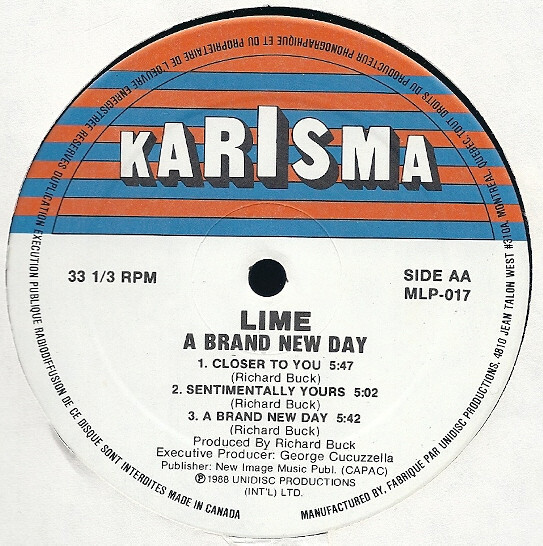 TOUT DROITS DU PRODUCTEUR PHONOGRAPHIQUE ET DU PROPRIETAIRE DE L'OEUVRE ENREGISTREE RESERVES DUPLICATION EXECUTION PUBLIQUE RADIODIFFUSION DE CE DISQUE SONT INTERDITES MADE IN CANADA
KARISMA
33 1/3 RPM
SIDE AA
MLP-017
LIME
A BRAND NEW DAY
1. CLOSER TO YOU 5:47
(Richard Buck)
2. SENTIMENTALLY YOURS 5:02
(Richard Buck)
3. A BRAND NEW DAY 5:42
(Richard Buck)
Produced By Richard Buck
Executive Producer: George Cucuzzella
Publisher: New Image Music Publ. (CAPAC)
℗ 1988 UNIDISC PRODUCTIONS
(INT'L) LTD.
MANUFACTURED BY, FABRIQUÉ PAR UNIDISC PRODUCTIONS, 4810 JEAN TALON WEST #310A, MONTREAL, QUEBEC,